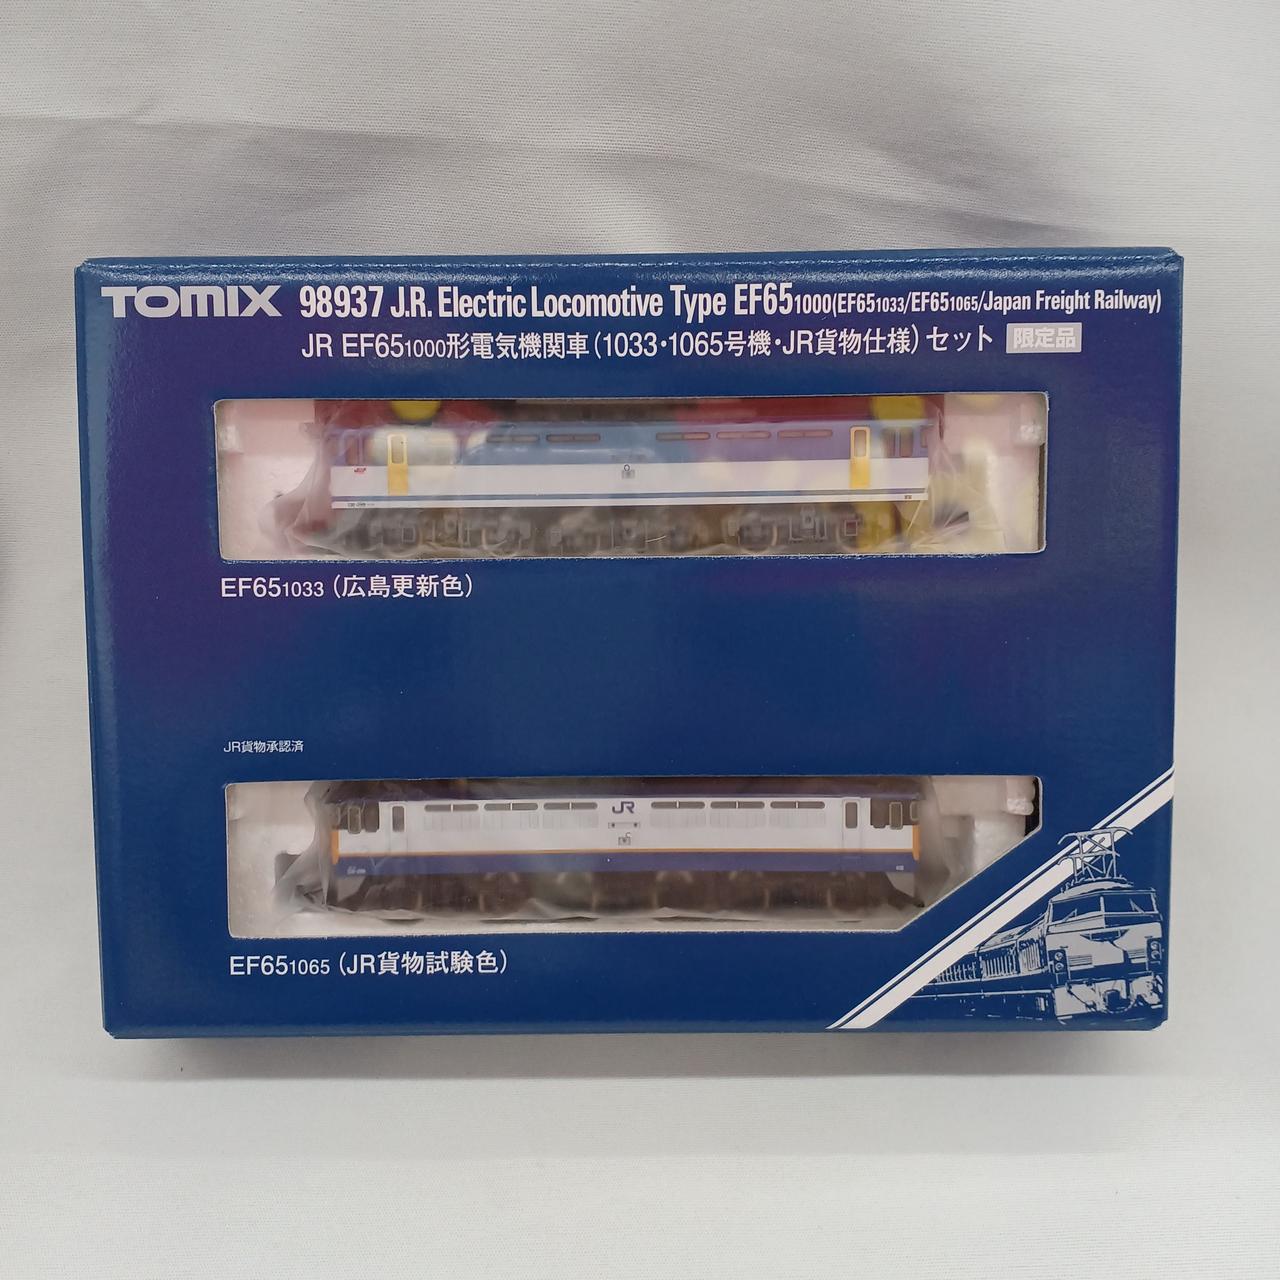 TOMIX 98937 J.R. Electric Locomotive Type EF651000(EF651033/EF651065/Japan Freight Railway)
JR EF651000形電気機関車(1033・1065号機・JR貨物仕様)セット 限定品
EF651033(広島更新色)
JR貨物承認済
JR
EF651065(JR貨物試験色)